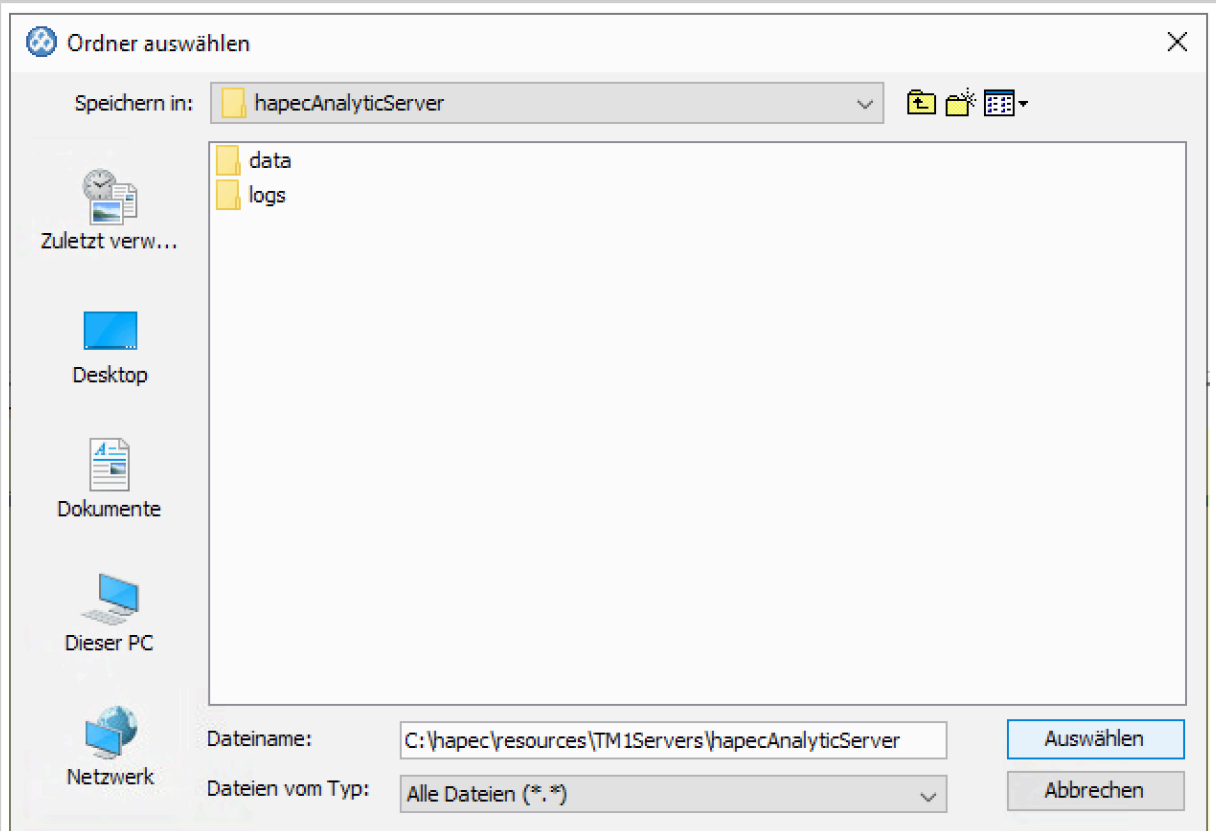 Ordner auswählen
Speichern in: hapecAnalyticServer
data
logs
Zuletzt verw...
Desktop
Dokumente
Dieser PC
Netzwerk
Dateiname: C:\hapec\resources\TM1Servers\hapecAnalyticServer Auswählen
Dateien vom Typ: Alle Dateien (*.*) Abbrechen